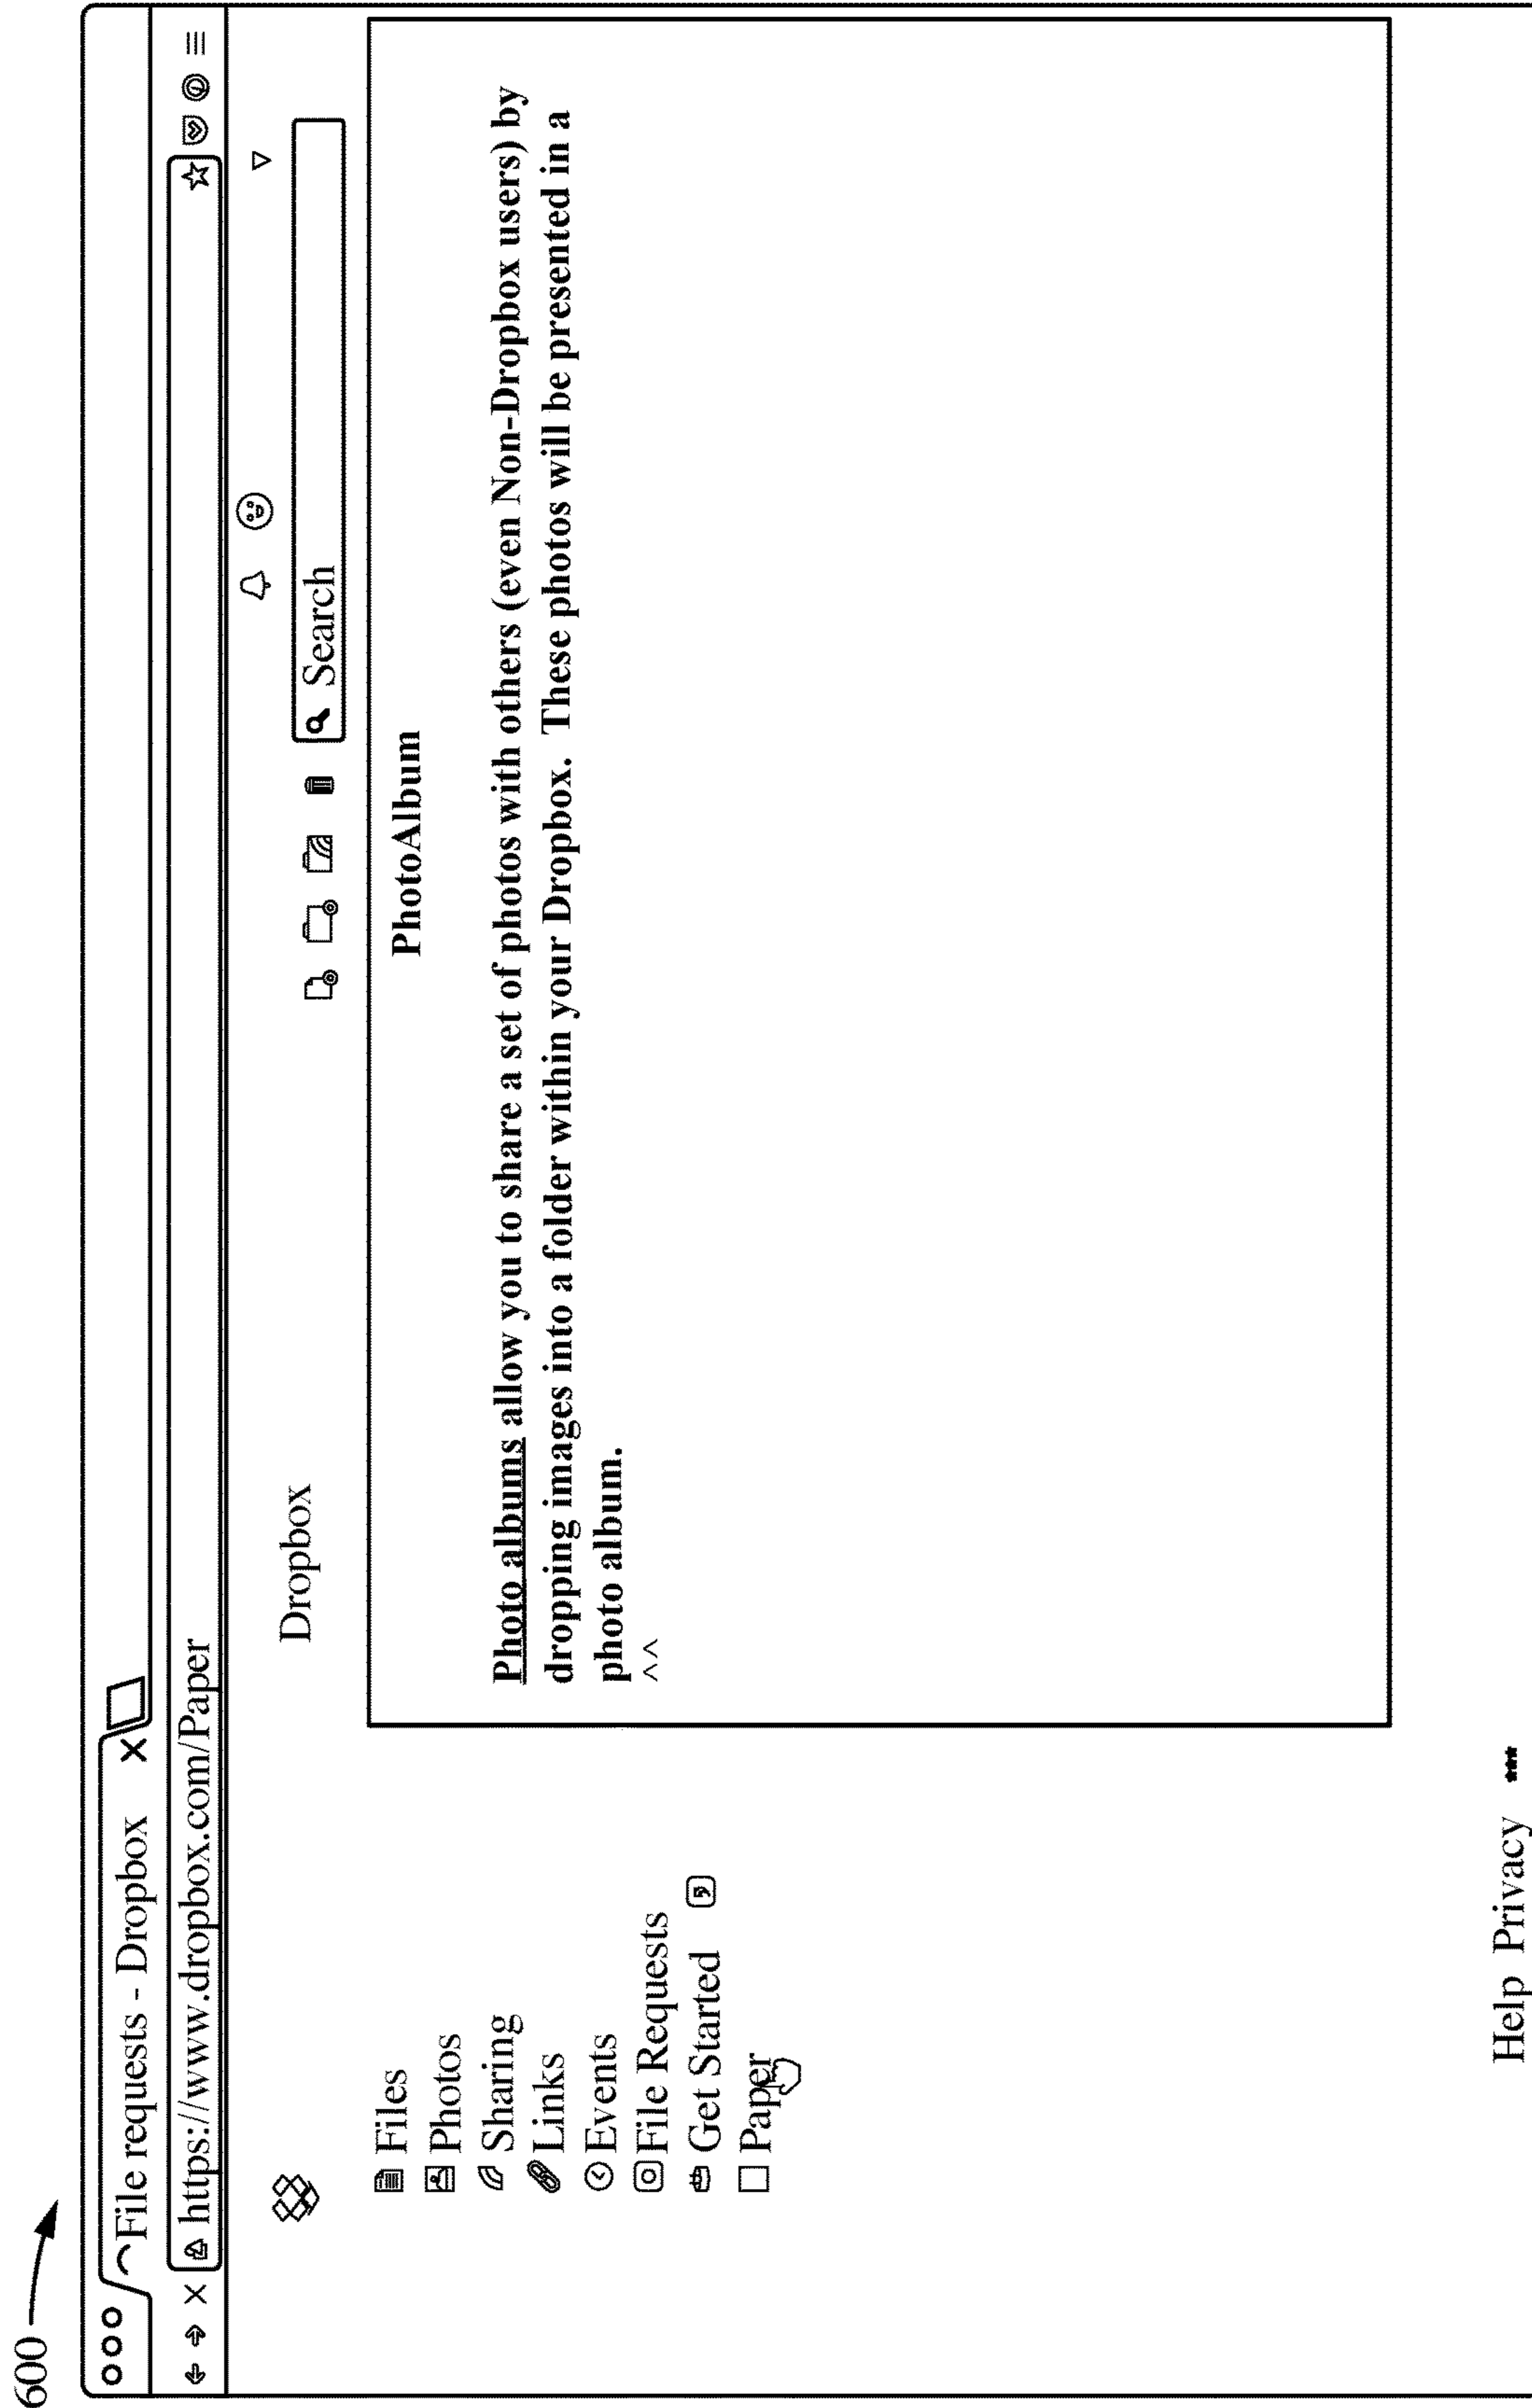 600
File requests - Dropbox X
https://www.dropbox.com/Paper
Dropbox
Search
Files
Photos
Sharing
Links
Events
File Requests
Get Started
Paper
PhotoAlbum
Photo albums allow you to share a set of photos with others (even Non-Dropbox users) by
dropping images into a folder within your Dropbox. These photos will be presented in a
photo album.
^^
Help Privacy